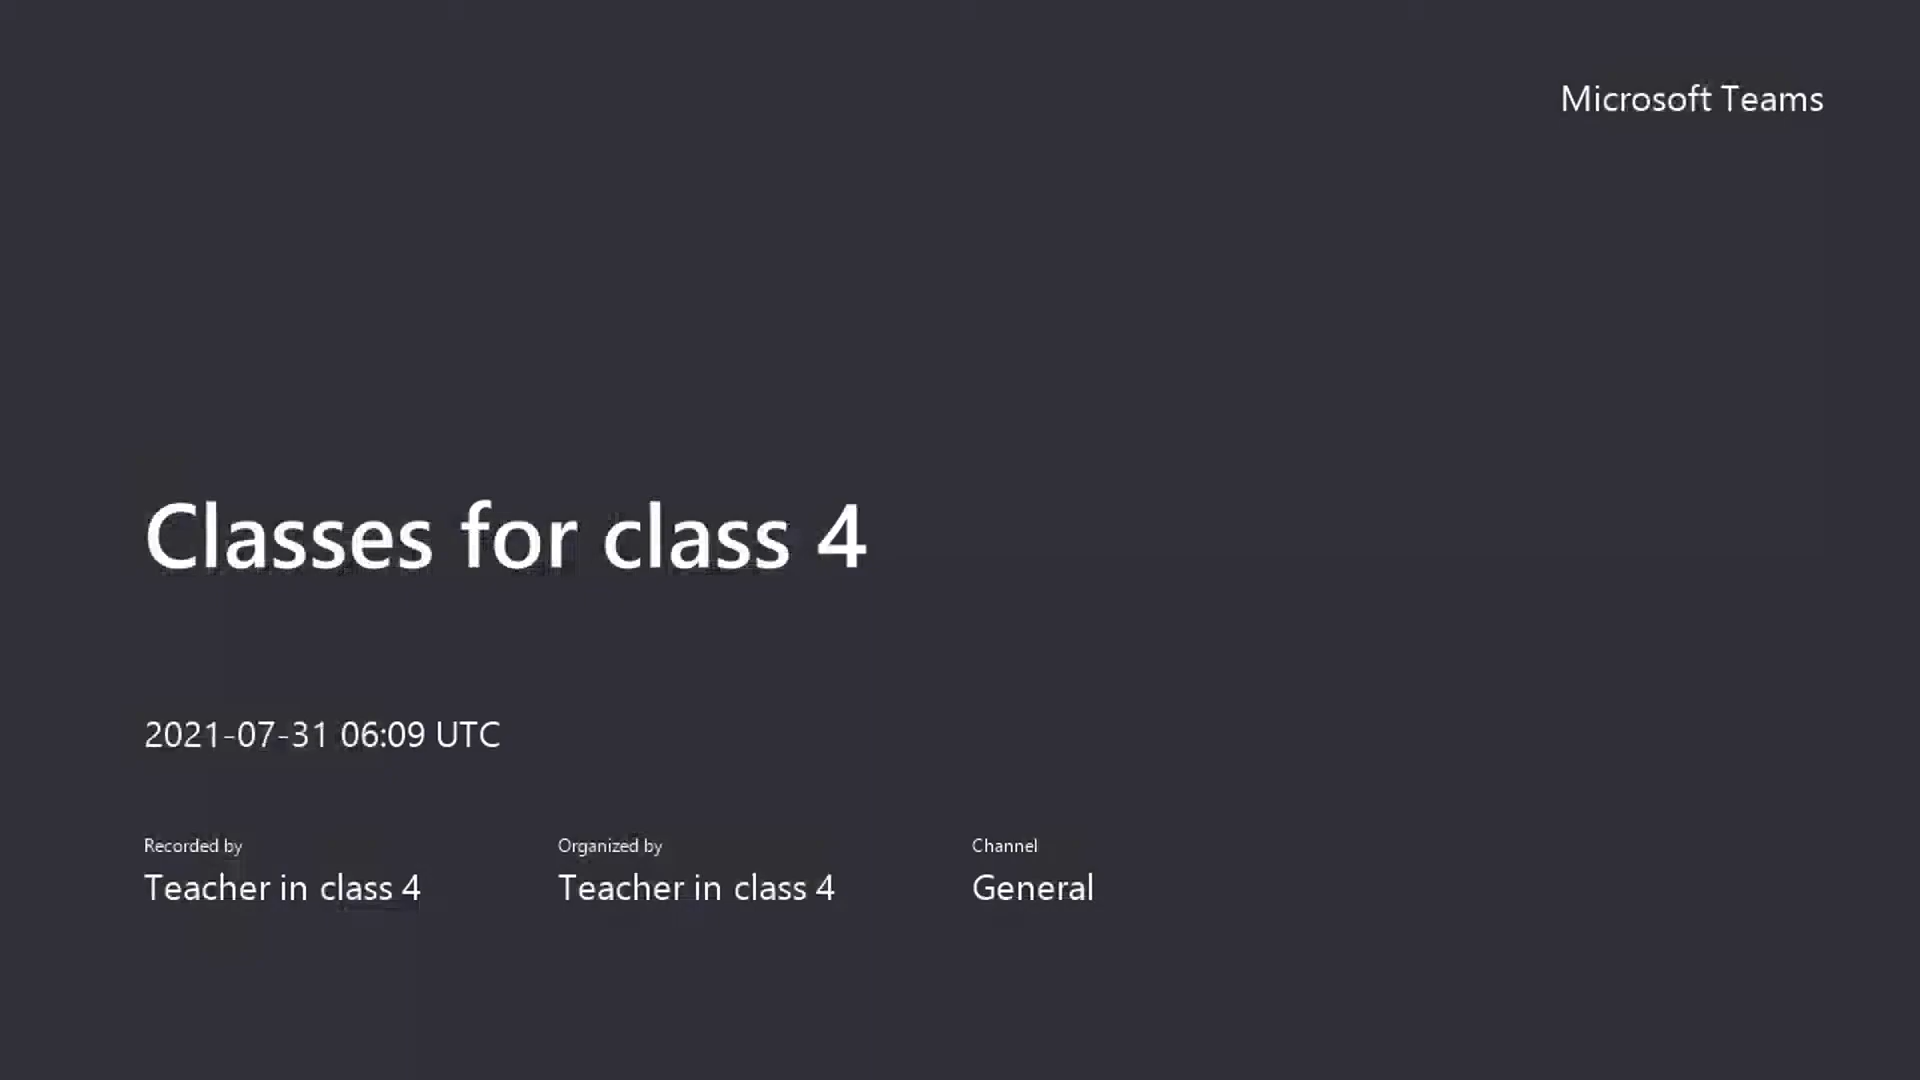 Microsoft Teams
Classes for class 4
2021-07-31 06:09 UTC
Recorded by
Teacher in class 4
Organized by
Teacher in class 4
Channel
General